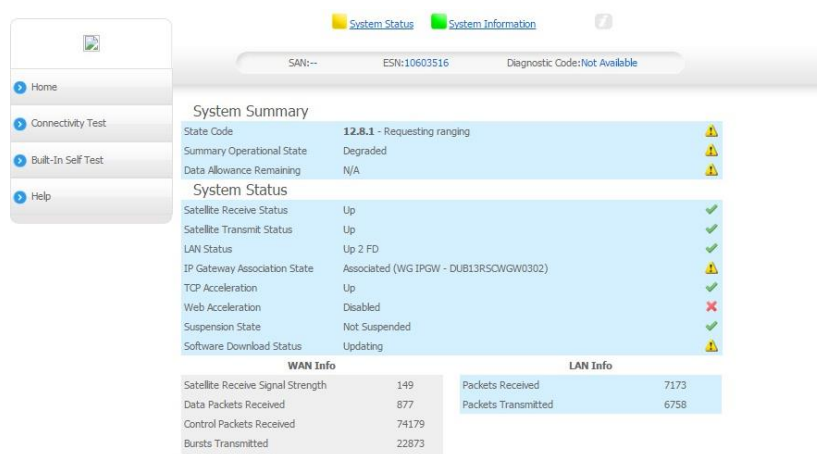 System Status System Information
SAN:-- ESN:10603516 Diagnostic Code:Not Available
Home
Connectivity Test
Built-In Self Test
Help
System Summary
State Code 12.8.1 - Requesting ranging
Summary Operational State Degraded
Data Allowance Remaining N/A
System Status
Satellite Receive Status Up
Satellite Transmit Status Up
LAN Status Up 2 FD
IP Gateway Association State Associated (WG IPGW - DUB13RSCWGW0302)
TCP Acceleration Up
Web Acceleration Disabled
Suspension State Not Suspended
Software Download Status Updating
WAN Info
Satellite Receive Signal Strength 149
Data Packets Received 877
Control Packets Received 74179
Bursts Transmitted 22873
LAN Info
Packets Received 7173
Packets Transmitted 6758